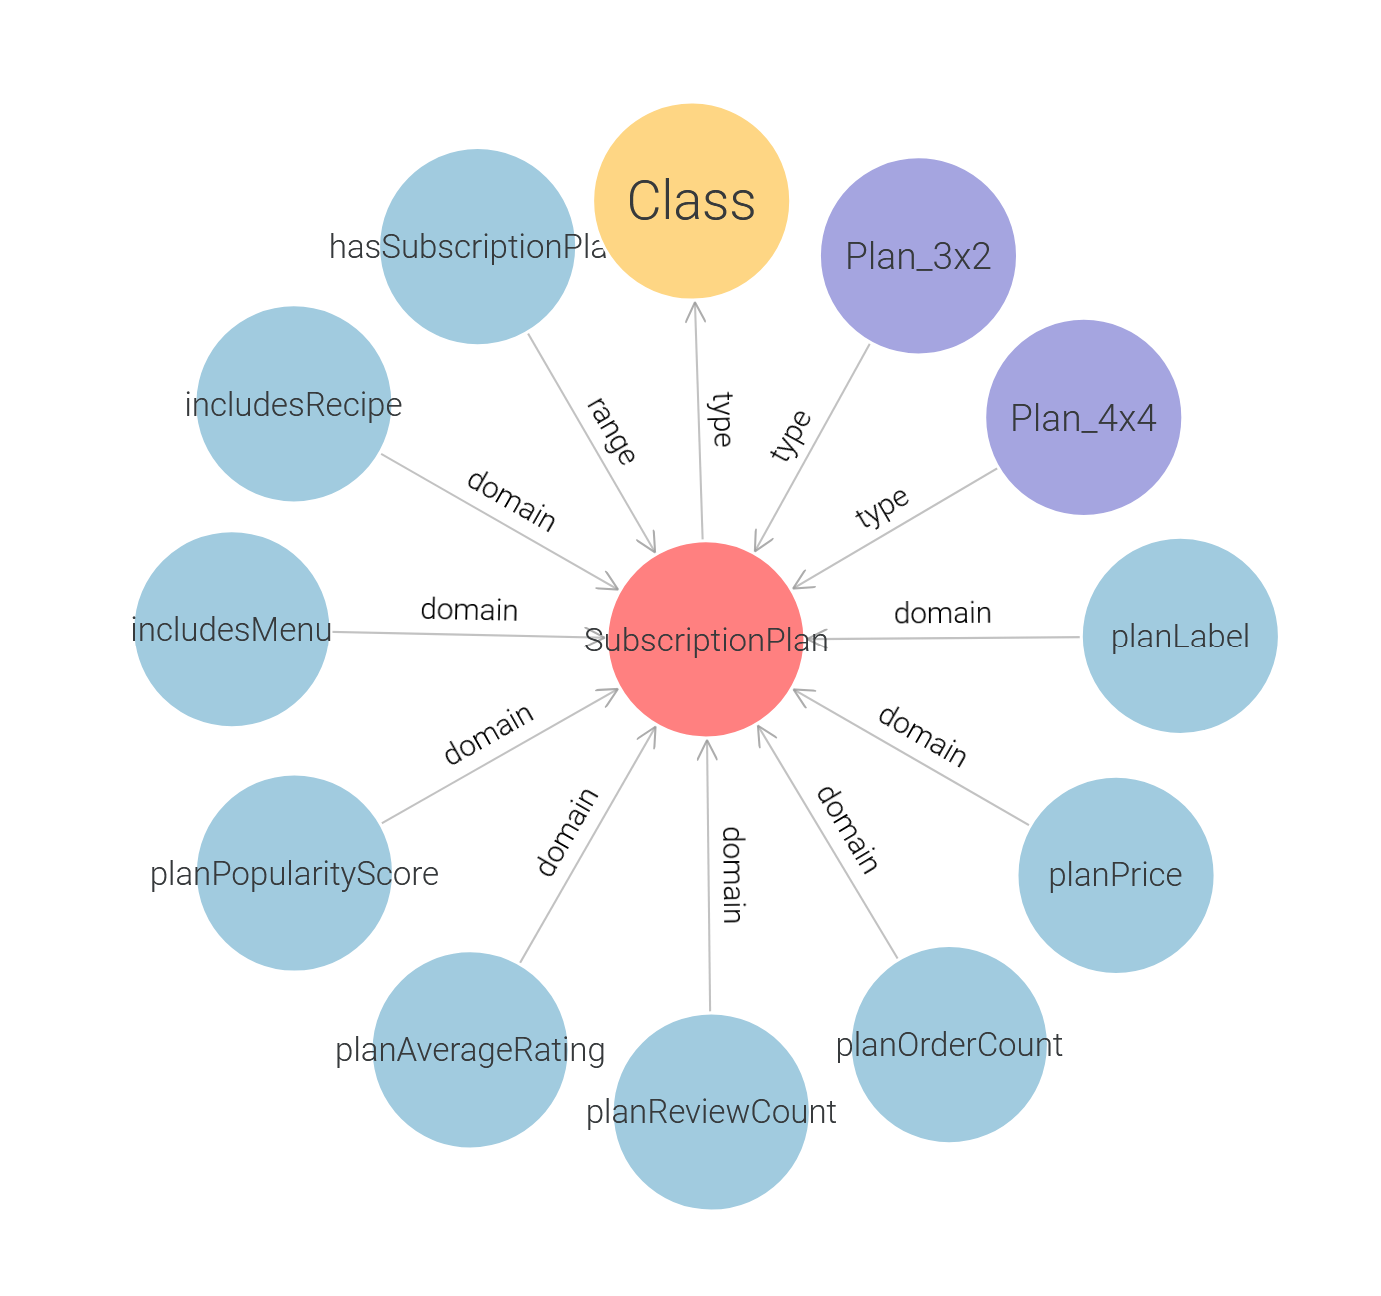 Class
hasSubscriptionPla
Plan_3x2
includesRecipe
Plan_4x4
range
type
type
domain
type
domain
domain
includesMenu
SubscriptionPlan
planLabel
domain
domain
domain
domain
domain
planPopularityScore
planPrice
planAverageRating
planOrderCount
planReviewCount